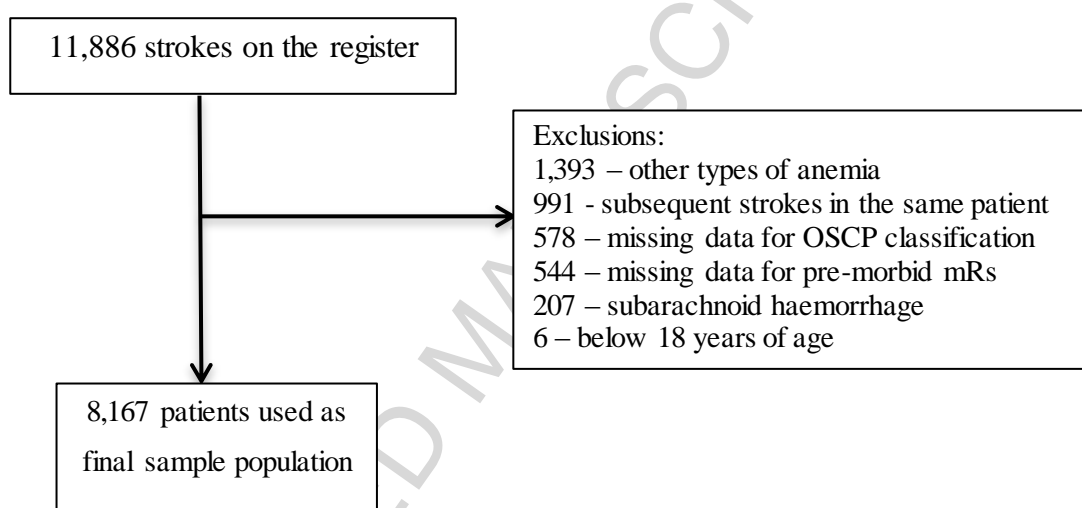 11,886 strokes on the register
Exclusions:
1,393 – other types of anemia
991 - subsequent strokes in the same patient
578 – missing data for OSCP classification
544 – missing data for pre-morbid mRs
207 – subarachnoid haemorrhage
6 – below 18 years of age
8,167 patients used as
final sample population